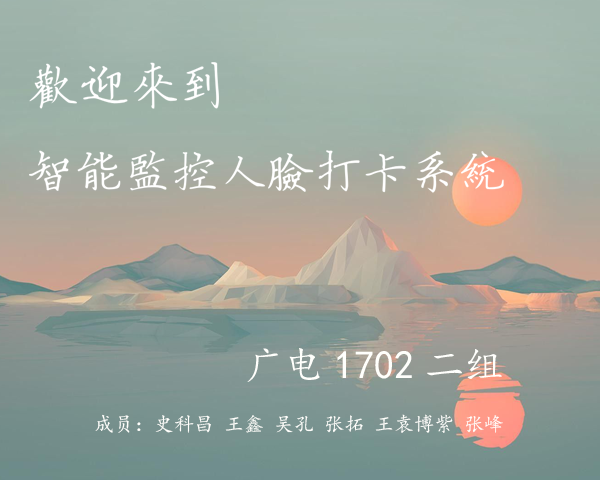 歡迎來到
智能監控人臉打卡系統
广电 1702 二组
成员：史科昌 王鑫 吴孔 张拓 王袁博紫 张峰